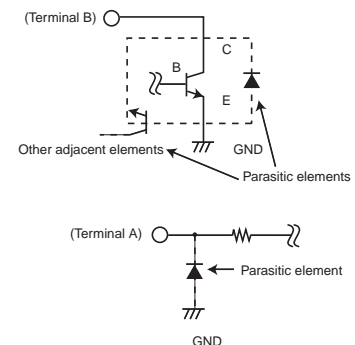 (Terminal B)
C
B
E
Other adjacent elements
GND
Parasitic elements
(Terminal A)
Parasitic element
GND